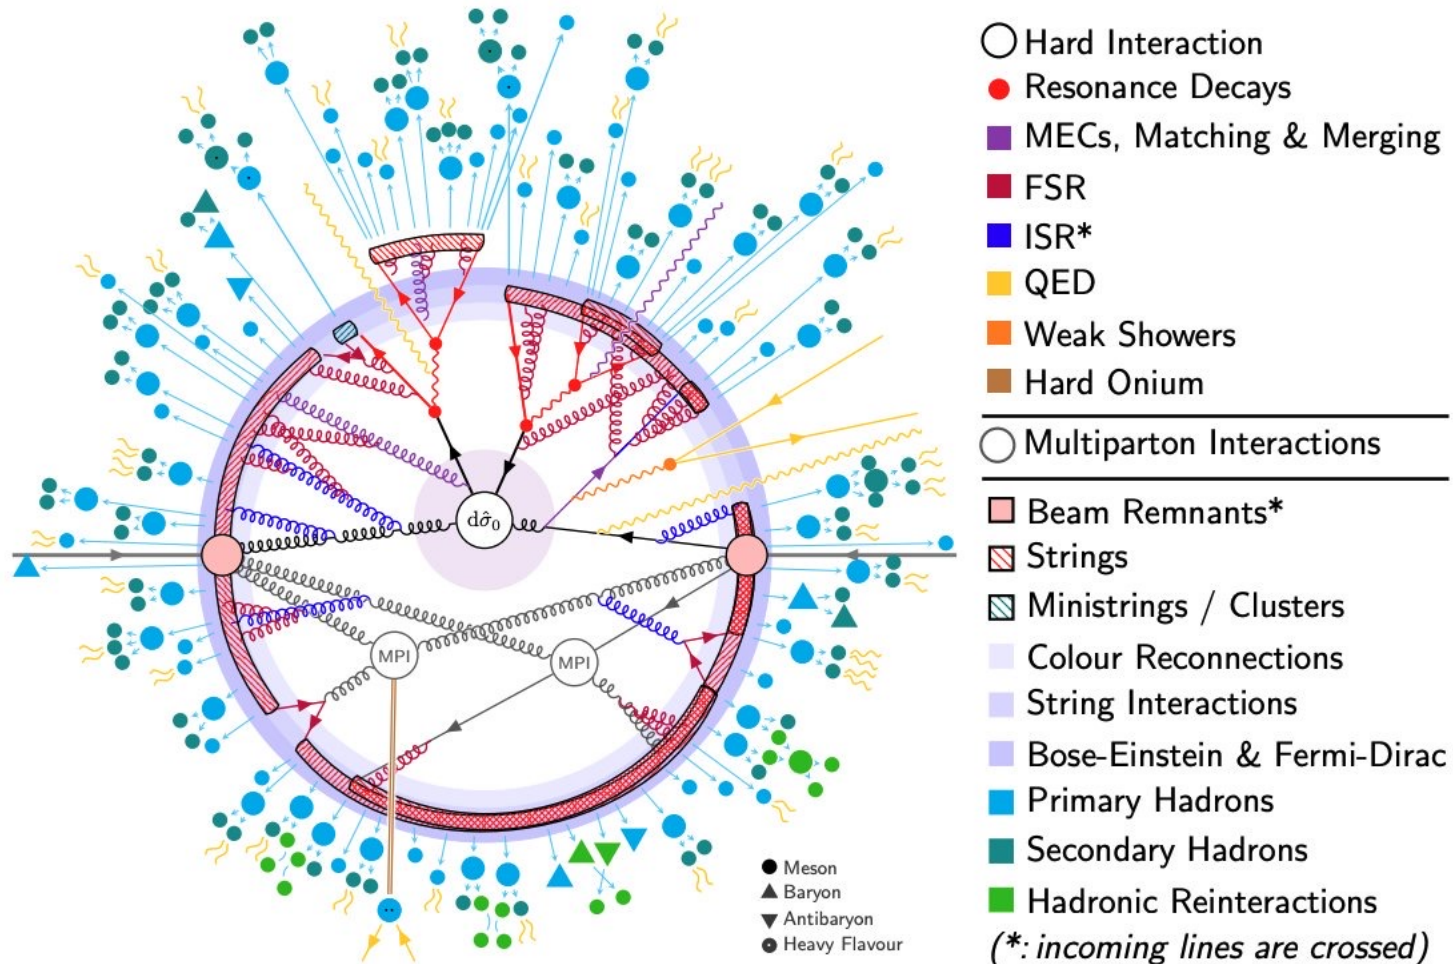 Hard Interaction
Resonance Decays
MECs, Matching & Merging
FSR
ISR*
QED
Weak Showers
Hard Onium
Multiparton Interactions
Beam Remnants*
Strings
Ministrings / Clusters
Colour Reconnections
String Interactions
Bose-Einstein & Fermi-Dirac
Primary Hadrons
Secondary Hadrons
Hadronic Reinteractions
(*: incoming lines are crossed)
dσ̂₀
MPI
MPI
Meson
Baryon
Antibaryon
Heavy Flavour